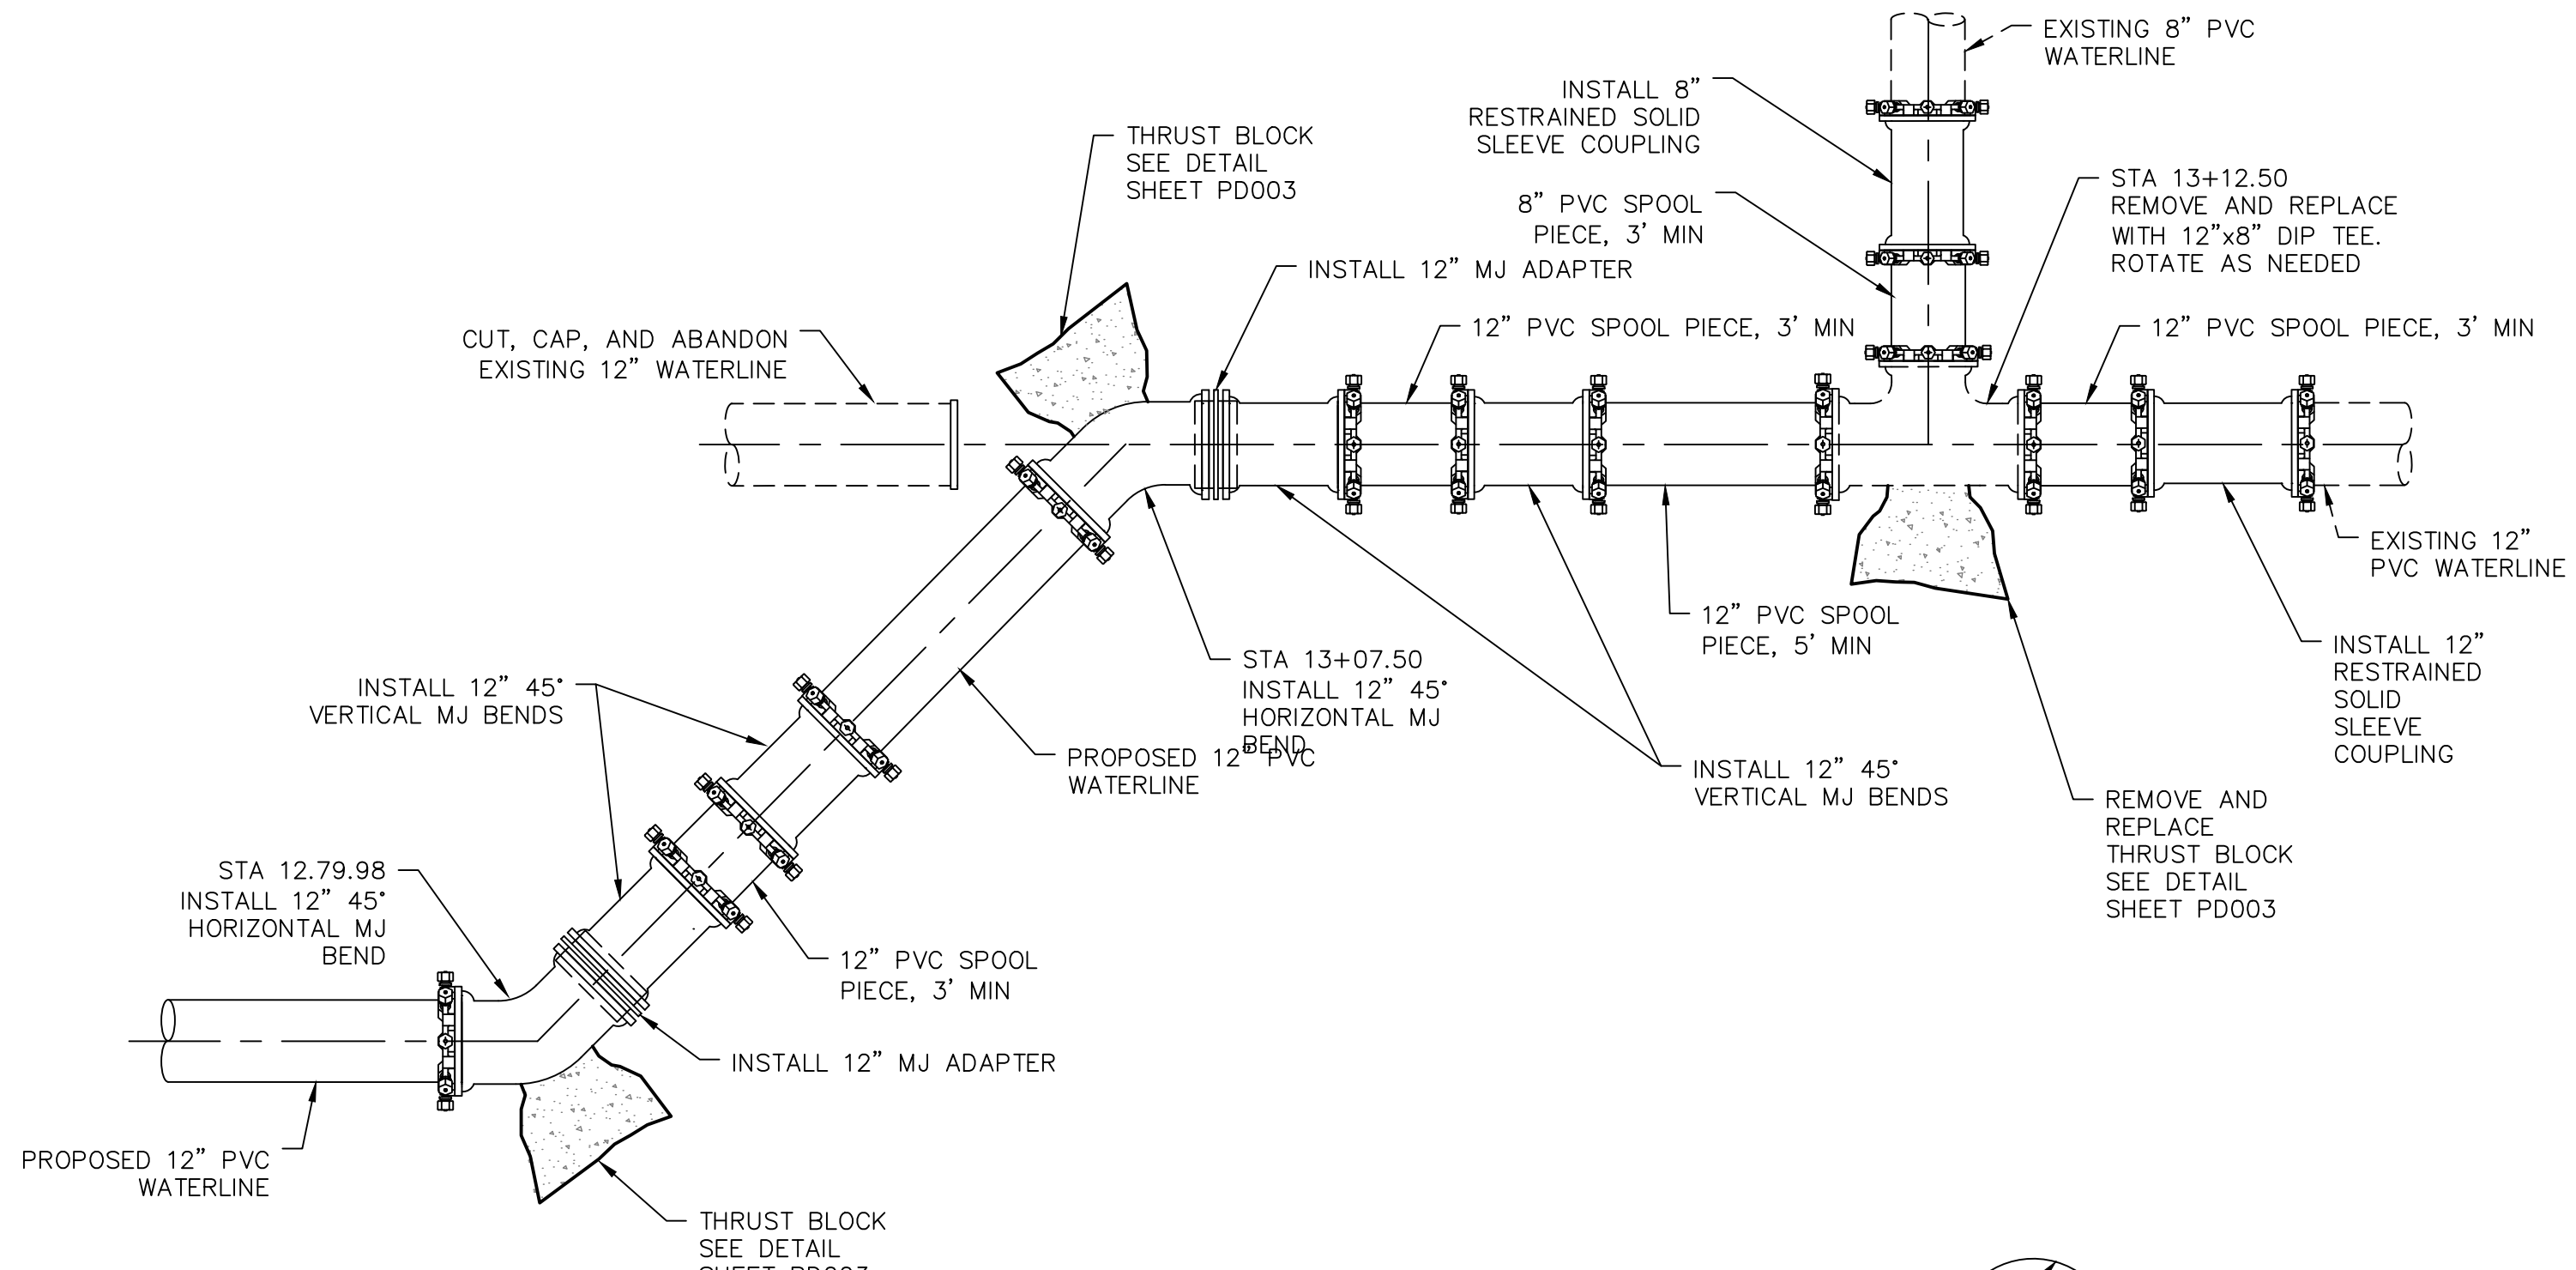 EXISTING 8” PVC
WATERLINE
INSTALL 8”
RESTRAINED SOLID
SLEEVE COUPLING
THRUST BLOCK
SEE DETAIL
SHEET PD003
8” PVC SPOOL
PIECE, 3’ MIN
STA 13+12.50
REMOVE AND REPLACE
WITH 12”x8” DIP TEE.
ROTATE AS NEEDED
INSTALL 12” MJ ADAPTER
12” PVC SPOOL PIECE, 3’ MIN
12” PVC SPOOL PIECE, 3’ MIN
CUT, CAP, AND ABANDON
EXISTING 12” WATERLINE
EXISTING 12”
PVC WATERLINE
12” PVC SPOOL
PIECE, 5’ MIN
INSTALL 12”
RESTRAINED
SOLID
SLEEVE
COUPLING
STA 13+07.50
INSTALL 12” 45°
HORIZONTAL MJ
BEND
INSTALL 12” 45°
VERTICAL MJ BENDS
PROPOSED 12” PVC
WATERLINE
INSTALL 12” 45°
VERTICAL MJ BENDS
REMOVE AND
REPLACE
THRUST BLOCK
SEE DETAIL
SHEET PD003
STA 12.79.98
INSTALL 12” 45°
HORIZONTAL MJ
BEND
12” PVC SPOOL
PIECE, 3’ MIN
INSTALL 12” MJ ADAPTER
PROPOSED 12” PVC
WATERLINE
THRUST BLOCK
SEE DETAIL
SHEET PD003